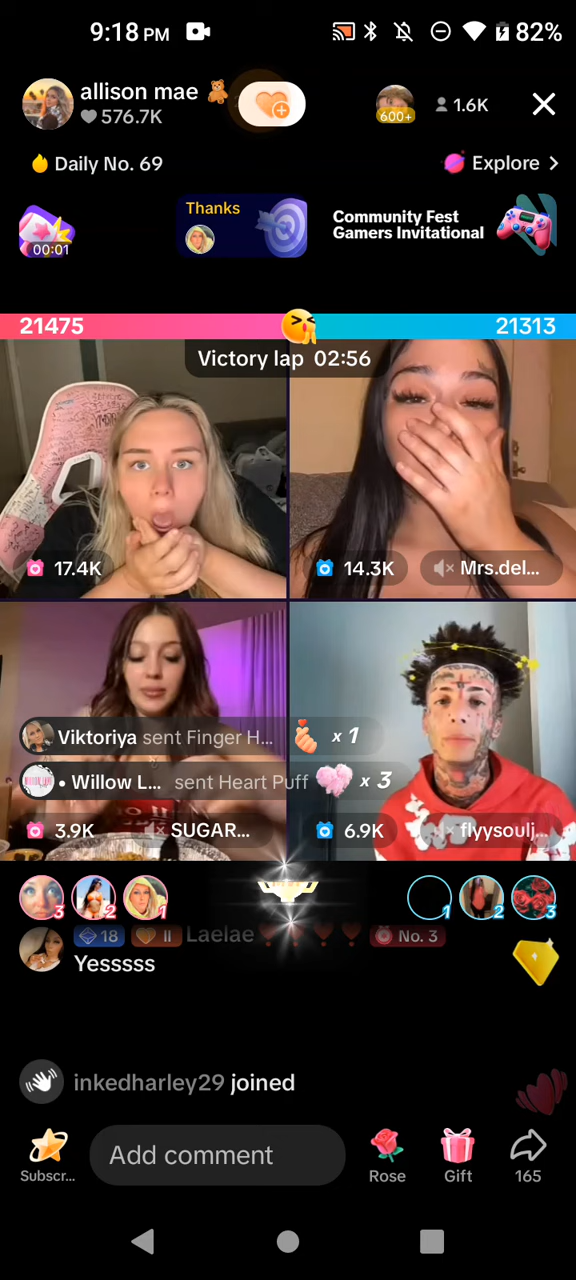 9:18 PM
82%
allison mae
576.7K
600+
1.6K
Daily No. 69
Explore >
00:01
Thanks
Community Fest
Gamers Invitational
21475
21313
Victory lap 02:56
17.4K
14.3K
Mrs.del...
Viktoriya sent Finger H... x 1
• Willow L... sent Heart Puff x 3
3.9K
SUGAR...
6.9K
flyysoulj...
3
2
1
1
2
3
18
II
Laelae
No. 3
Yesssss
inkedharley29 joined
Subscr...
Add comment
Rose
Gift
165